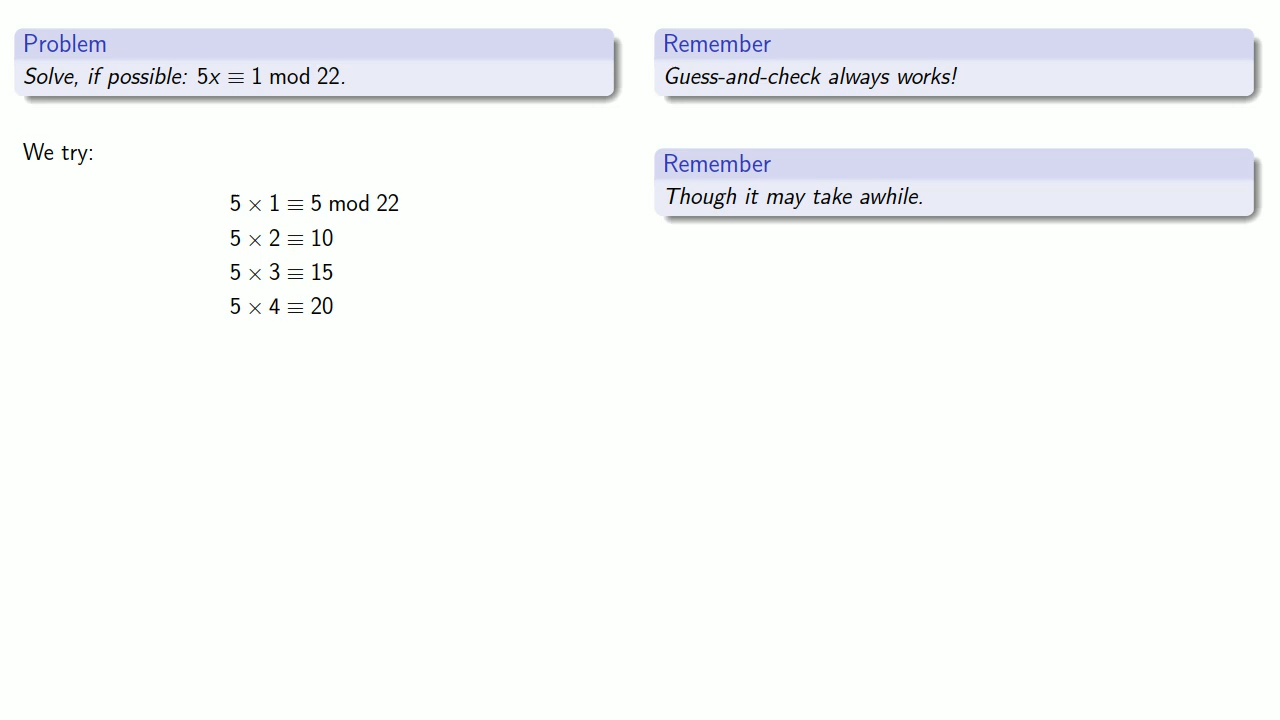 Problem
Solve, if possible: 5x ≡ 1 mod 22.
We try:
5 × 1 ≡ 5 mod 22
5 × 2 ≡ 10
5 × 3 ≡ 15
5 × 4 ≡ 20
Remember
Guess-and-check always works!
Remember
Though it may take awhile.